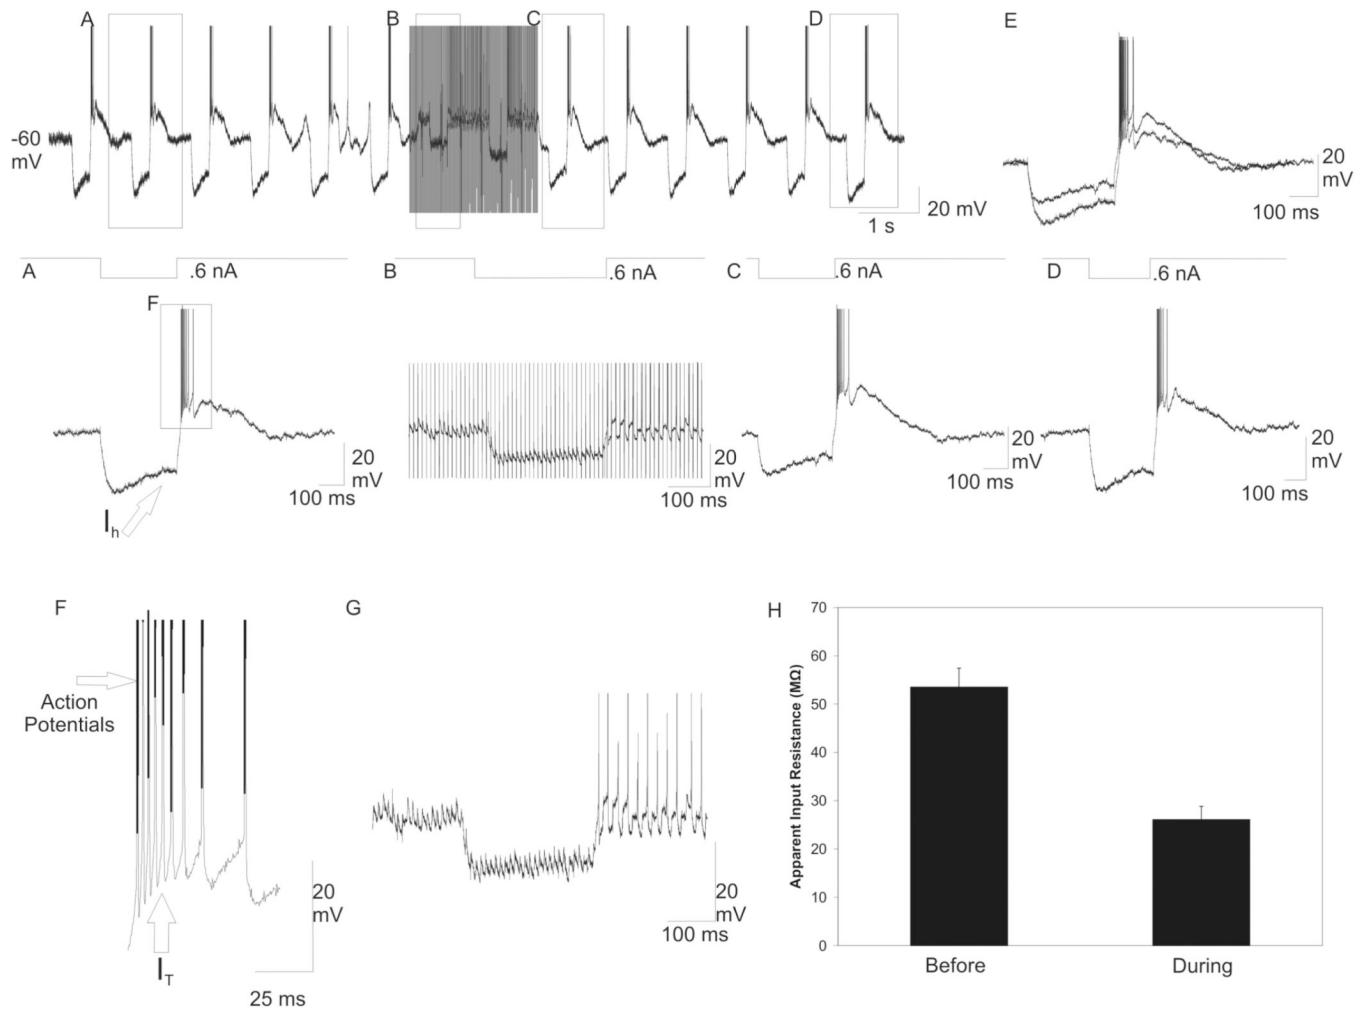 A
B
C
D
E
-60
mV
20 mV
1 s
20
mV
100 ms
A
.6 nA
B
.6 nA
C
.6 nA
D
.6 nA
F
20
mV
100 ms
I h
20
mV
100 ms
20
mV
100 ms
20
mV
100 ms
F
Action
Potentials
I T
20
mV
25 ms
G
20
mV
100 ms
H
Apparent Input Resistance (MΩ)
70
60
50
40
30
20
10
0
Before
During